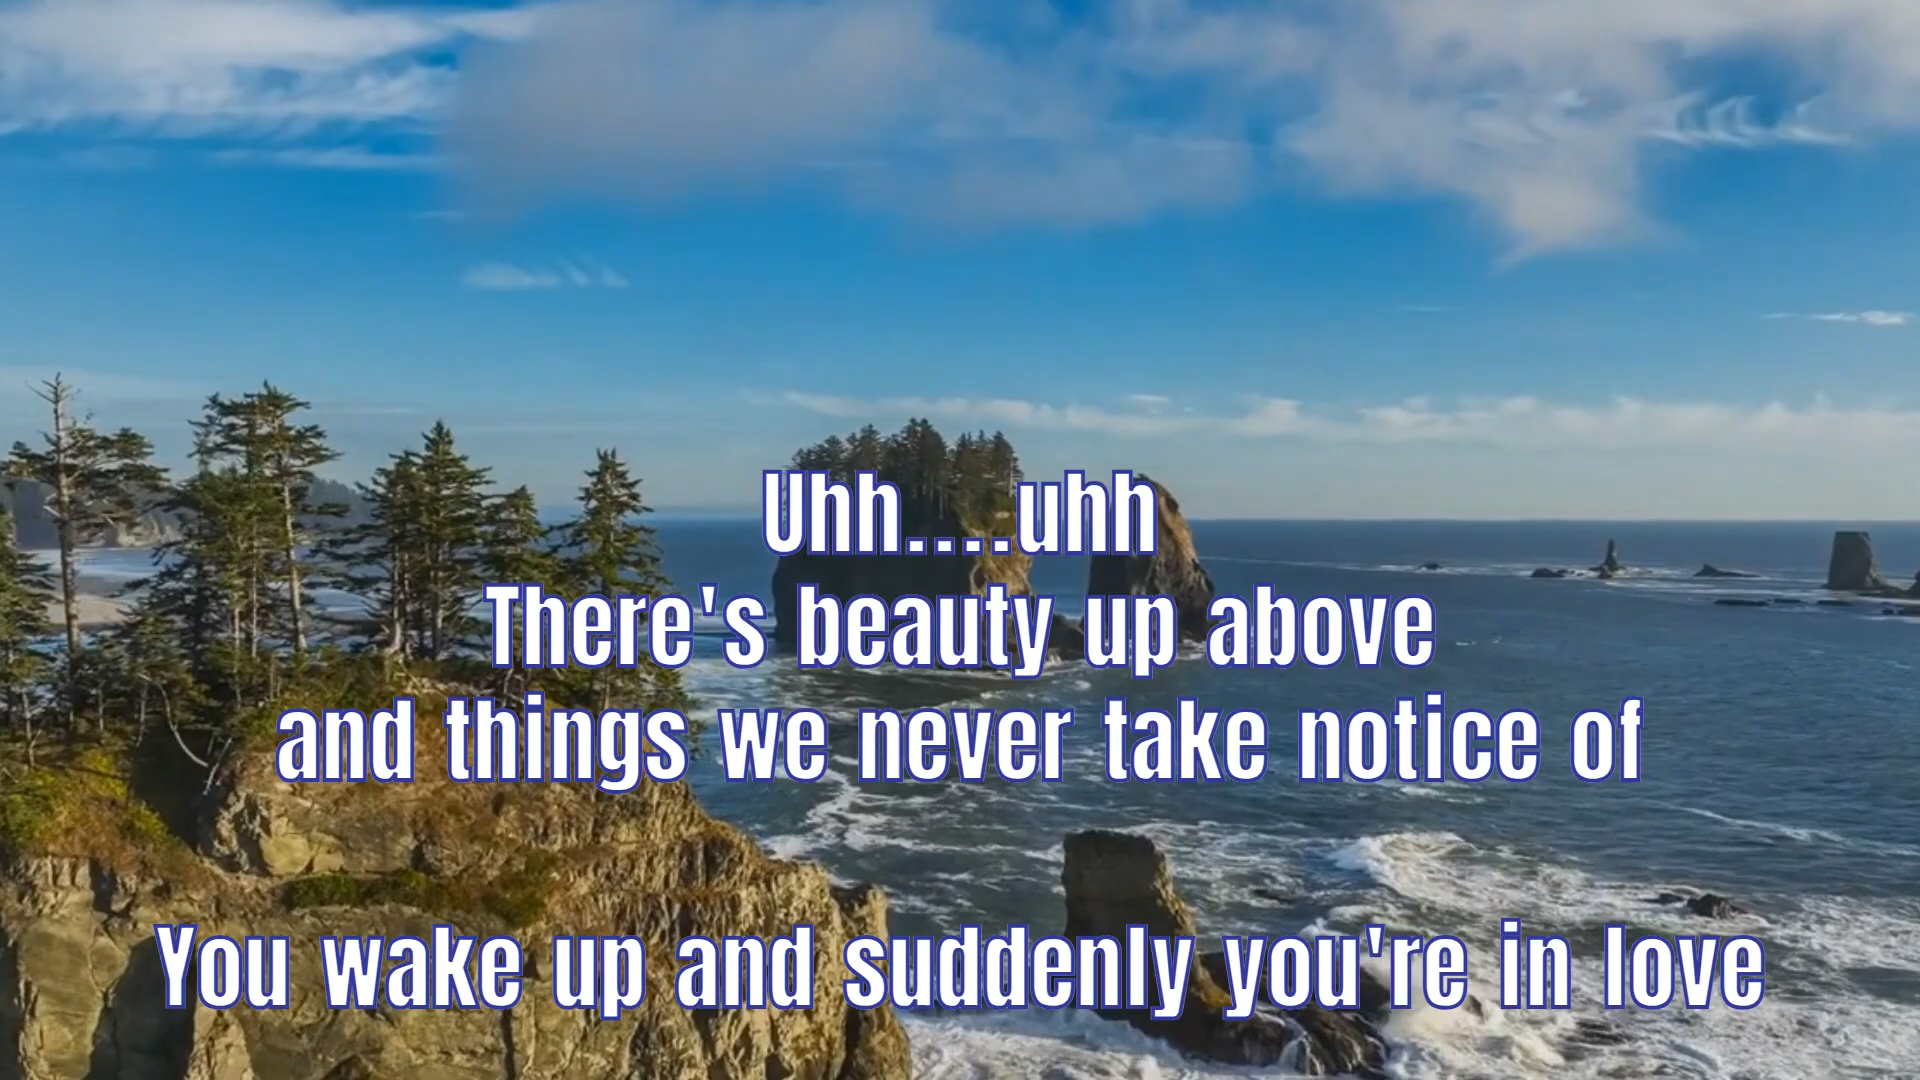 Uhh....uhh
There's beauty up above
and things we never take notice of
You wake up and suddenly you're in love